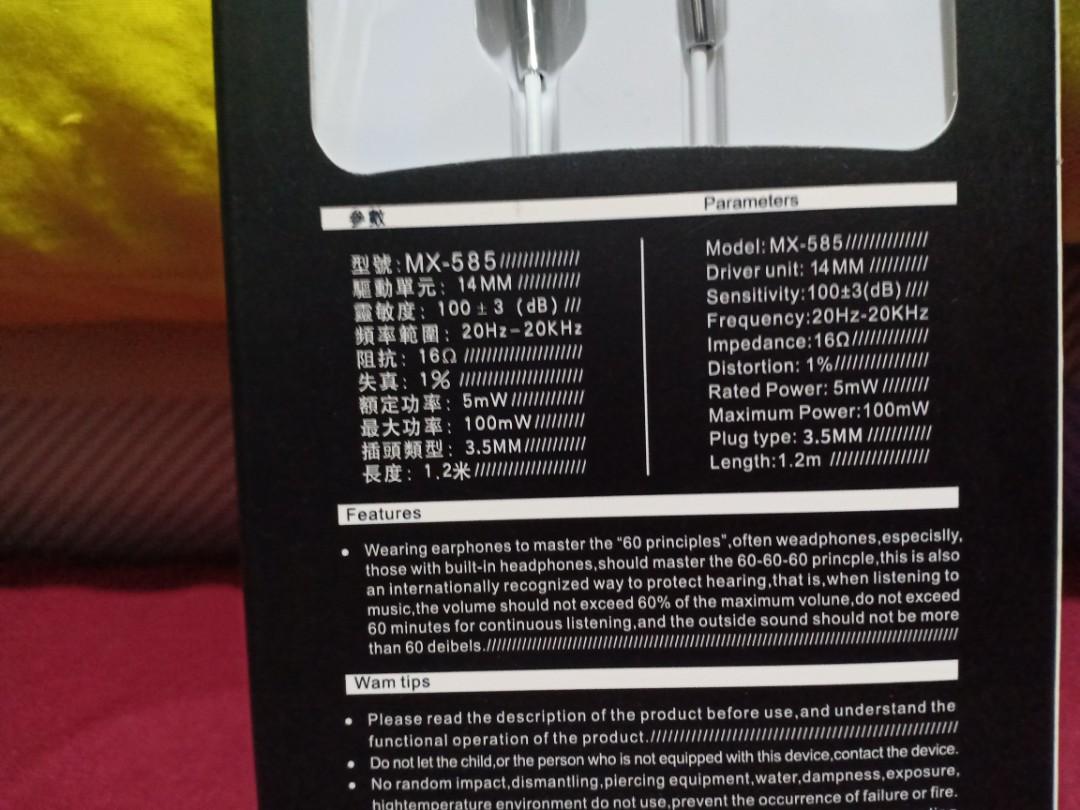 參數
型號:MX-585///////////////
驅動單元: 14MM ///////////
靈敏度: 100±3 (dB) ///
頻率範圍: 20Hz-20KHz
阻抗: 16Ω /////////////////////
失真: 1% //////////////////////
額定功率: 5mW /////////////
最大功率: 100mW//////////
插頭類型: 3.5MM///////////
長度: 1.2米////////////////////
Parameters
Model: MX-585///////////////
Driver unit: 14MM //////////
Sensitivity:100±3(dB) ////
Frequency:20Hz-20KHz
Impedance:16Ω/////////////
Distortion: 1%////////////////
Rated Power: 5mW ////////
Maximum Power:100mW
Plug type: 3.5MM ///////////
Length:1.2m /////////////////
Features
• Wearing earphones to master the "60 principles",often weadphones,especislly,
those with built-in headphones,should master the 60-60-60 princple,this is also
an internationally recognized way to protect hearing,that is,when listening to
music,the volume should not exceed 60% of the maximum volune,do not exceed
60 minutes for continuous listening,and the outside sound should not be more
than 60 deibels.////////////////////////////////////////////////////////////////////////////////
Wam tips
• Please read the description of the product before use,and understand the
functional operation of the product.////////////////////////////////////////////////////
• Do not let the child,or the person who is not equipped with this device,contact the device.
• No random impact,dismantling,piercing equipment,water,dampness,exposure,
hightemperature environment do not use,prevent the occurrence of failure or fire.